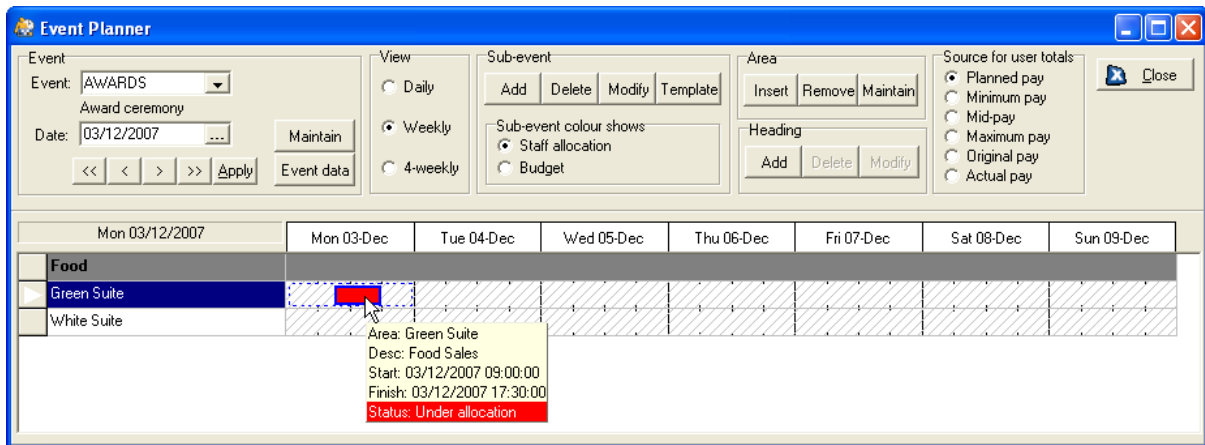 Event Planner
Event
Event: AWARDS
Award ceremony
Date: 03/12/2007 ...
<< < > >> Apply
Maintain
Event data
View
Daily
Weekly
4-weekly
Sub-event
Add Delete Modify Template
Sub-event colour shows
Staff allocation
Budget
Area
Insert Remove Maintain
Heading
Add Delete Modify
Source for user totals
Planned pay
Minimum pay
Mid-pay
Maximum pay
Original pay
Actual pay
Close
Mon 03/12/2007 Mon 03-Dec Tue 04-Dec Wed 05-Dec Thu 06-Dec Fri 07-Dec Sat 08-Dec Sun 09-Dec
Food
Green Suite
White Suite
Area: Green Suite
Desc: Food Sales
Start: 03/12/2007 09:00:00
Finish: 03/12/2007 17:30:00
Status: Under allocation